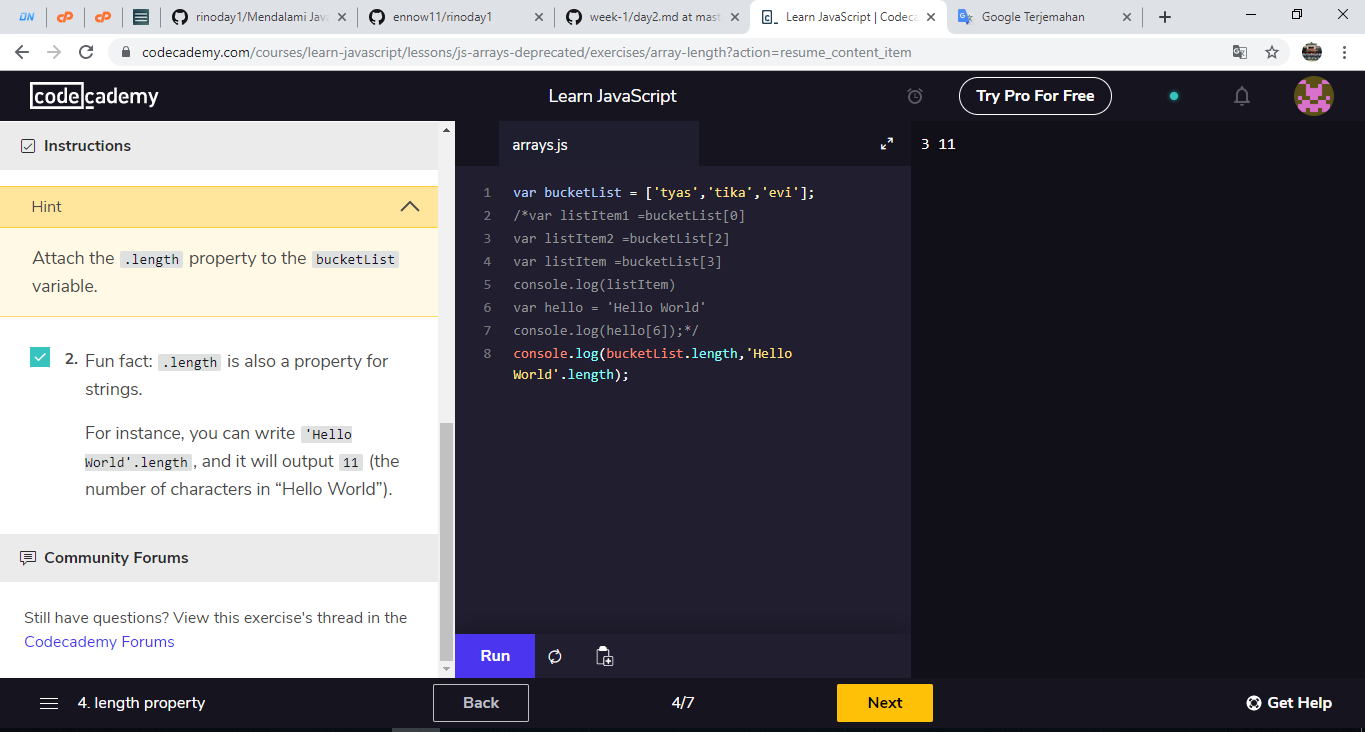 DN
cP
cP
rinoday1/Mendalami Java
ennow11/rinoday1
week-1/day2.md at mast
Learn JavaScript | Codeca
Google Terjemahan
codecademy.com/courses/learn-javascript/lessons/js-arrays-deprecated/exercises/array-length?action=resume_content_item
codecademy
Learn JavaScript
Try Pro For Free
Instructions
Hint
Attach the .length property to the bucketList
variable.
2. Fun fact: .length is also a property for
strings.
For instance, you can write 'Hello
World'.length, and it will output 11 (the
number of characters in “Hello World”).
Community Forums
Still have questions? View this exercise's thread in the
Codecademy Forums
arrays.js
1 var bucketList = ['tyas','tika','evi'];
2 /*var listItem1 =bucketList[0]
3 var listItem2 =bucketList[2]
4 var listItem =bucketList[3]
5 console.log(listItem)
6 var hello = 'Hello World'
7 console.log(hello[6]);*/
8 console.log(bucketList.length,'Hello
World'.length);
Run
3 11
4. length property
Back
4/7
Next
Get Help